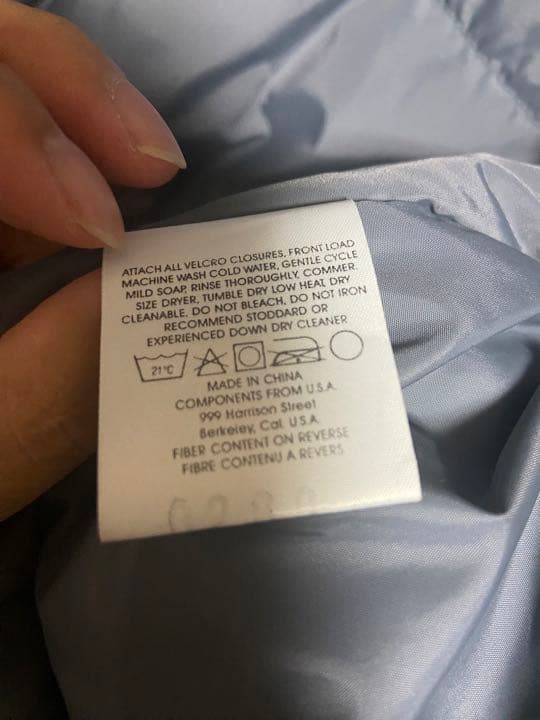 ATTACH ALL VELCRO CLOSURES, FRONT LOAD
MACHINE WASH COLD WATER, GENTLE CYCLE
MILD SOAP, RINSE THOROUGHLY, COMMER.
SIZE DRYER, TUMBLE DRY LOW HEAT DRY
CLEANABLE, DO NOT BLEACH, DO NOT IRON
RECOMMEND STODDARD OR
EXPERIENCED DOWN DRY CLEANER
21°C
MADE IN CHINA
COMPONENTS FROM U.S.A.
999 Harrison Street
Berkeley, Cal. U.S.A.
FIBER CONTENT ON REVERSE
FIBRE CONTENU A REVERS